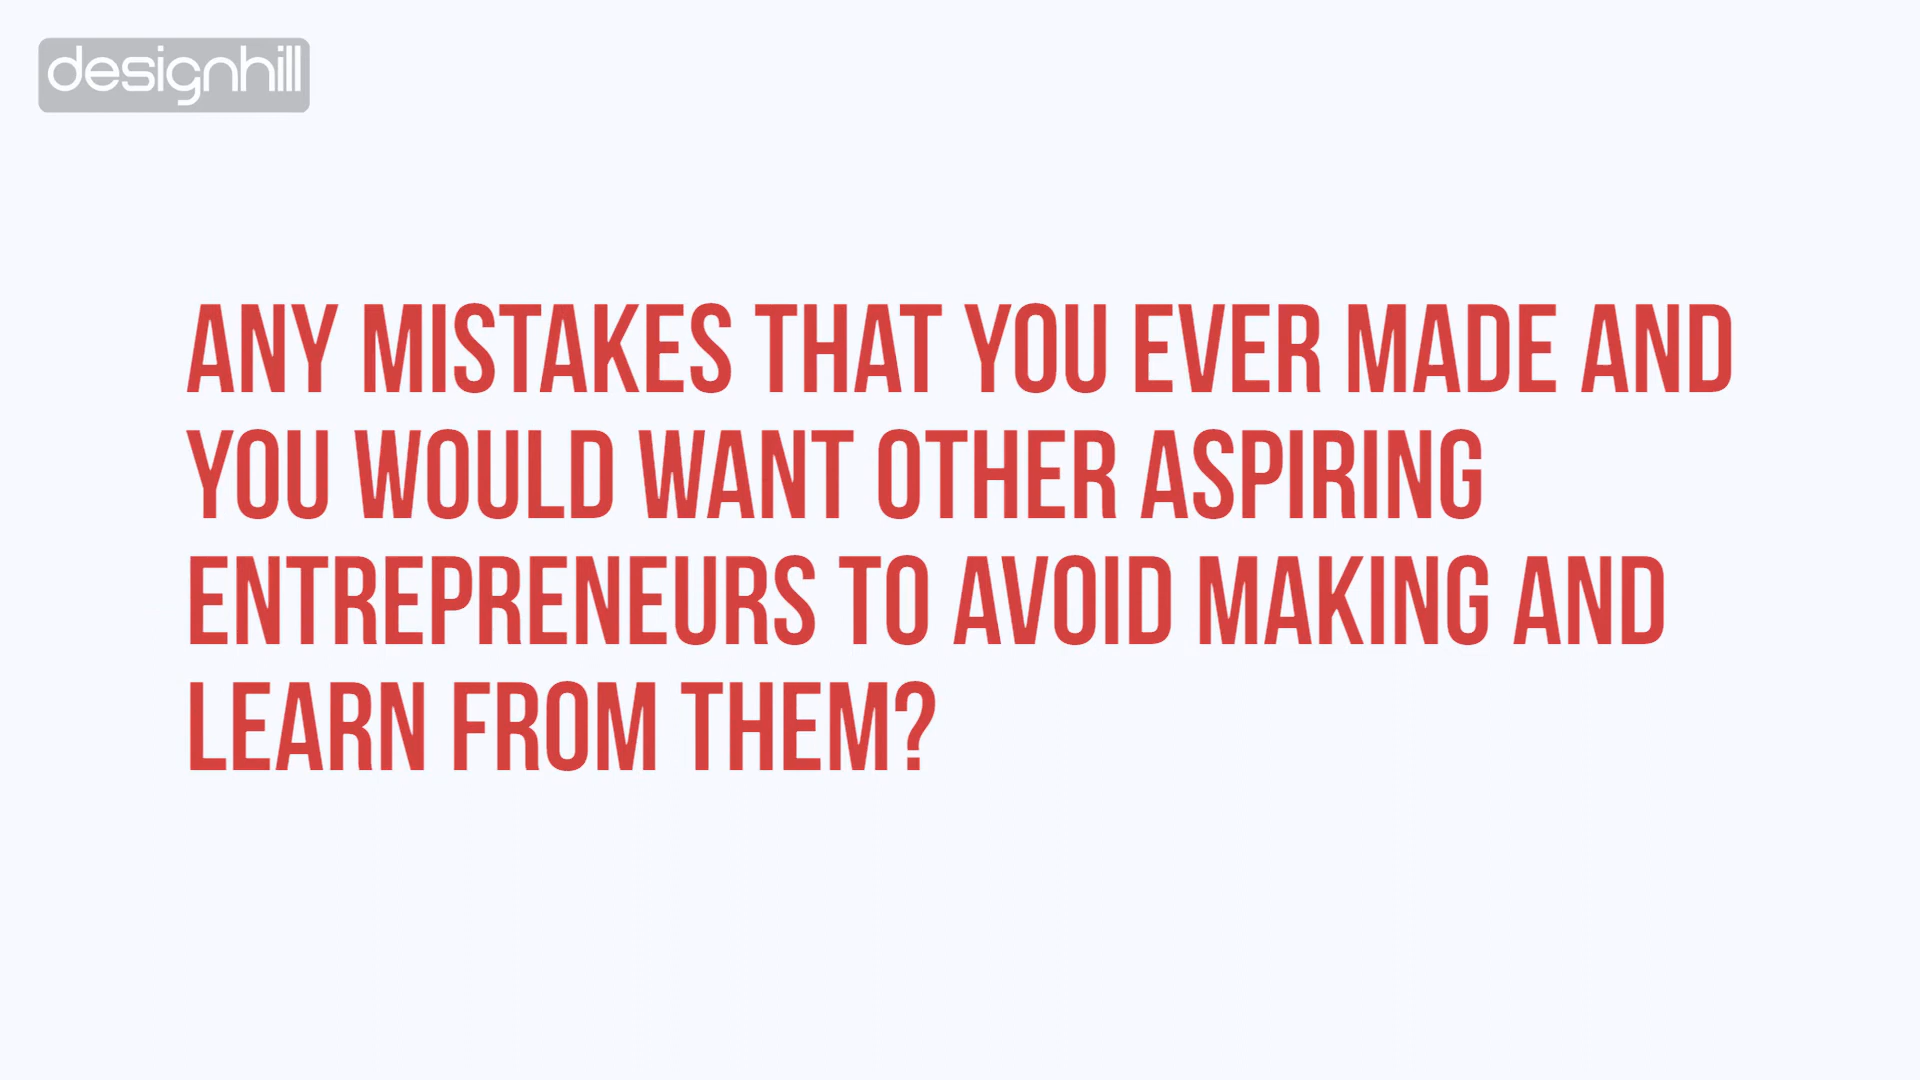 designhill
ANY MISTAKES THAT YOU EVER MADE AND
YOU WOULD WANT OTHER ASPIRING
ENTREPRENEURS TO AVOID MAKING AND
LEARN FROM THEM?